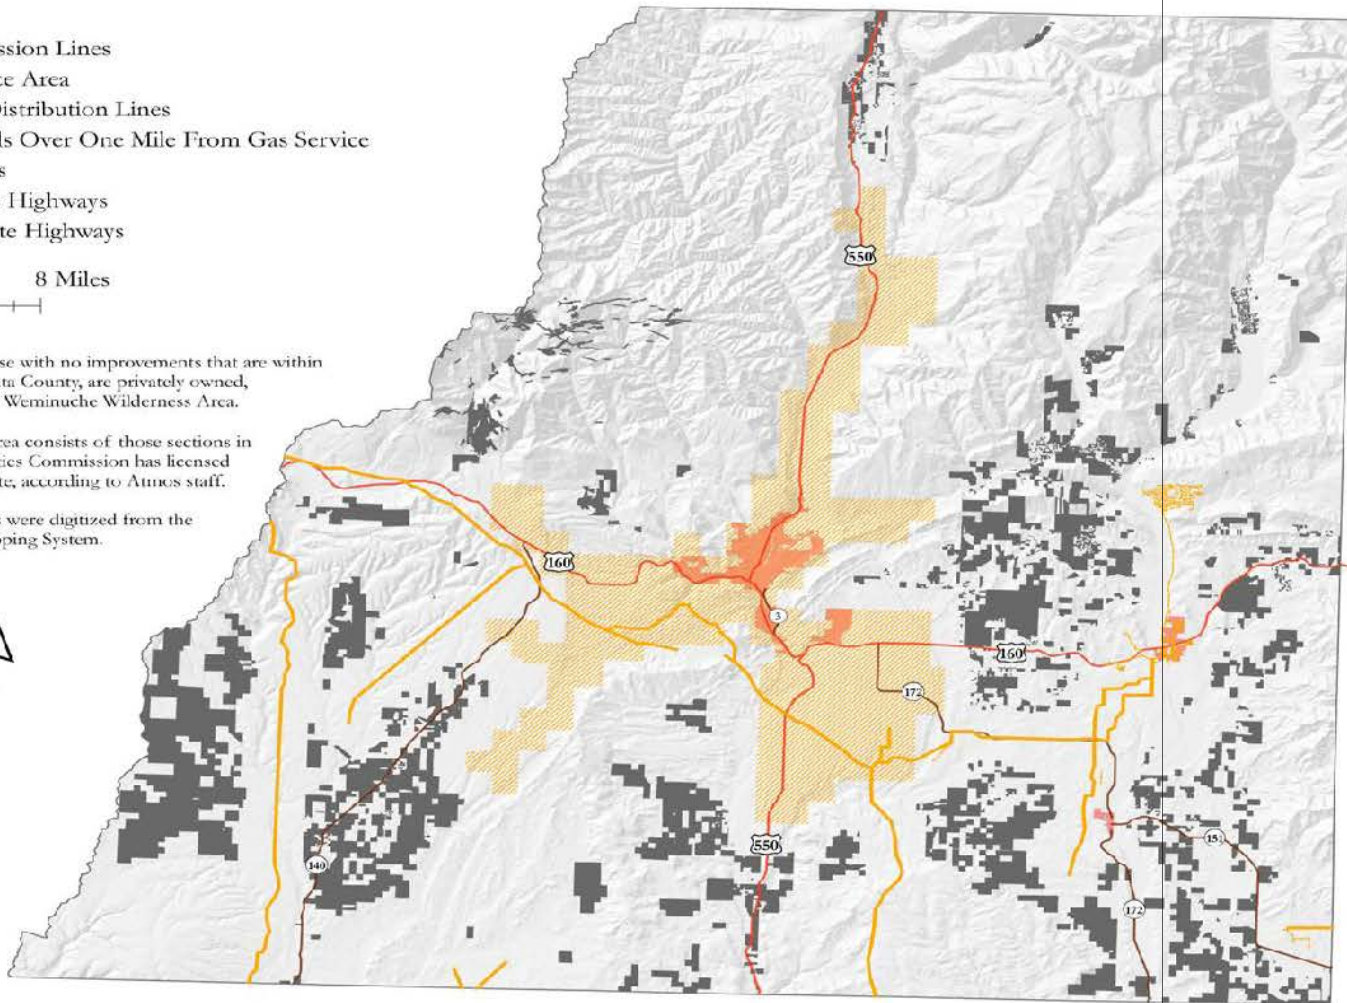 ssion Lines
ce Area
Distribution Lines
ls Over One Mile From Gas Service
s
Highways
te Highways
8 Miles
se with no improvements that are within
ta County, are privately owned,
Weminuche Wilderness Area.
rea consists of those sections in
ties Commission has licensed
te, according to Atmos staff.
s were digitized from the
pping System.
550
160
3
160
172
550
140
151
172